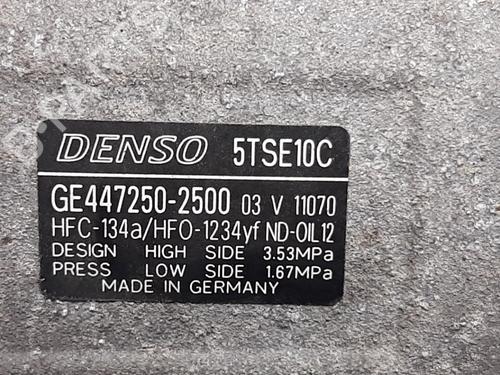 DENSO 5TSE10C
GE447250-2500 03 V 11070
HFC-134a/HFO-1234yf ND-OIL12
DESIGN HIGH SIDE 3.53MPa
PRESS LOW SIDE 1.67MPa
MADE IN GERMANY